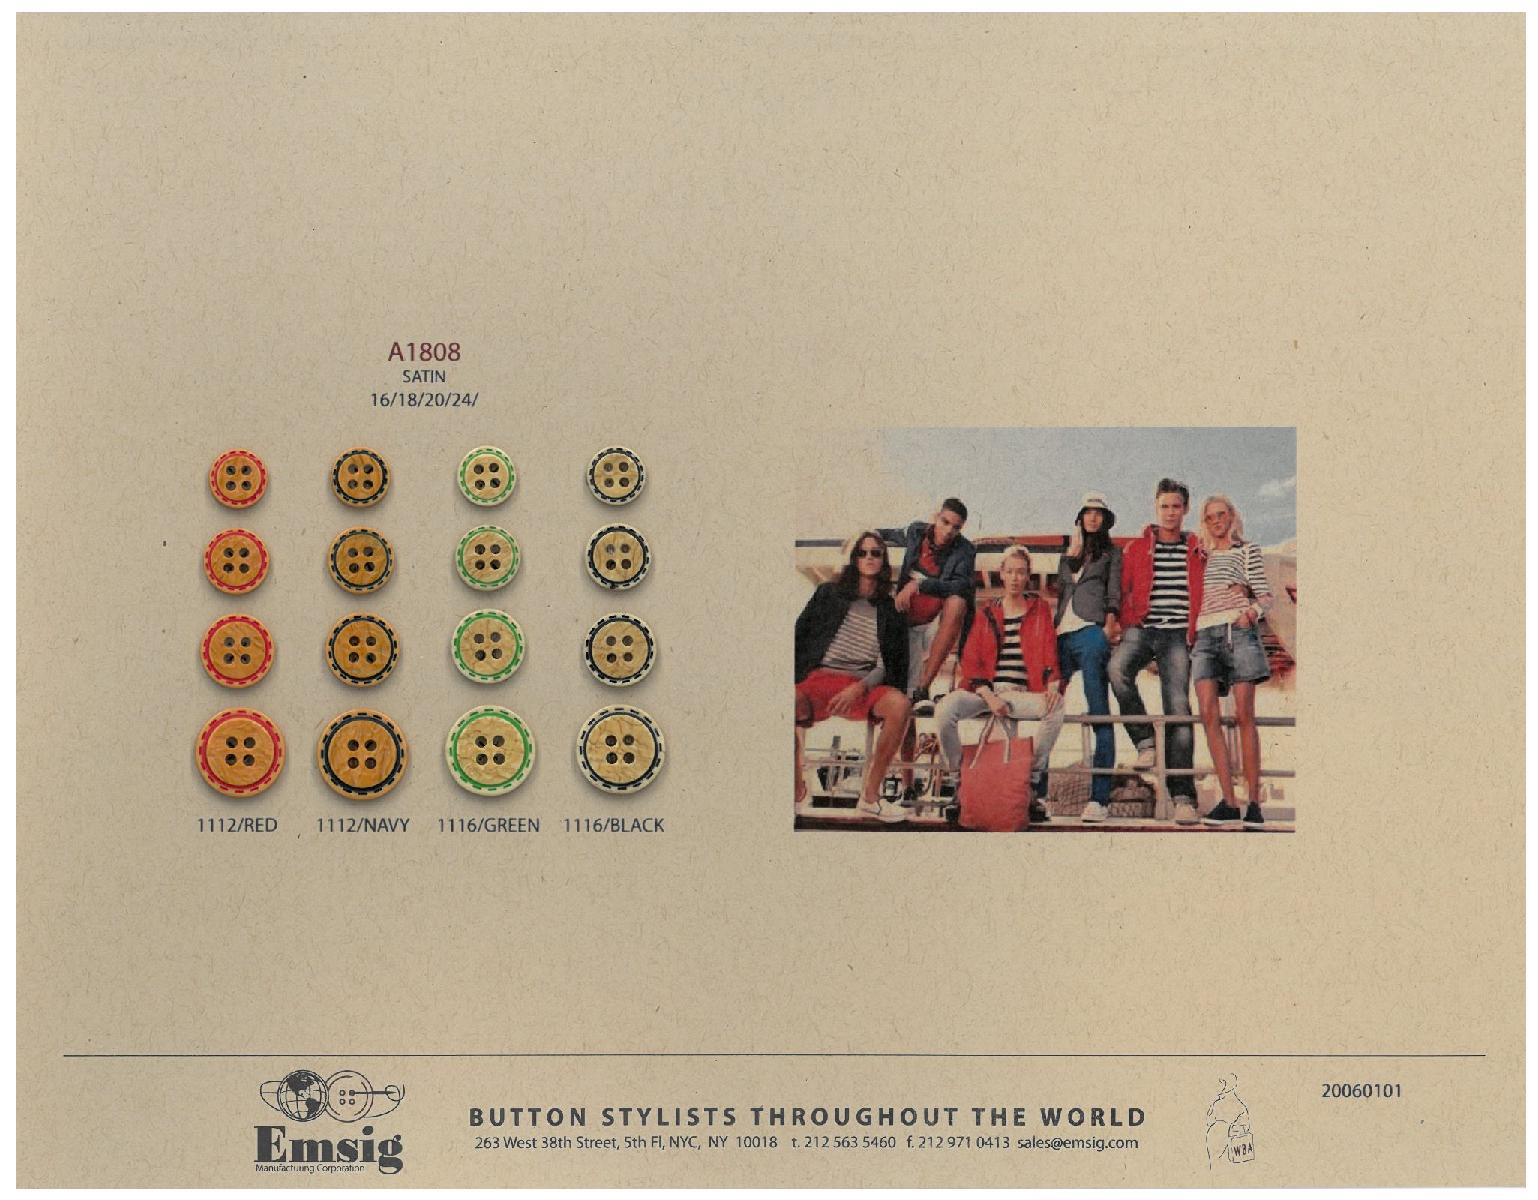 A1808
SATIN
16/18/20/24/
1112/RED 1112/NAVY 1116/GREEN 1116/BLACK
20060101
BUTTON STYLISTS THROUGHOUT THE WORLD
263 West 38th Street, 5th Fl, NYC, NY 10018 t. 212 563 5460 f. 212 971 0413 sales@emsig.com
Emsig
Manufacturing Corporation
WBA